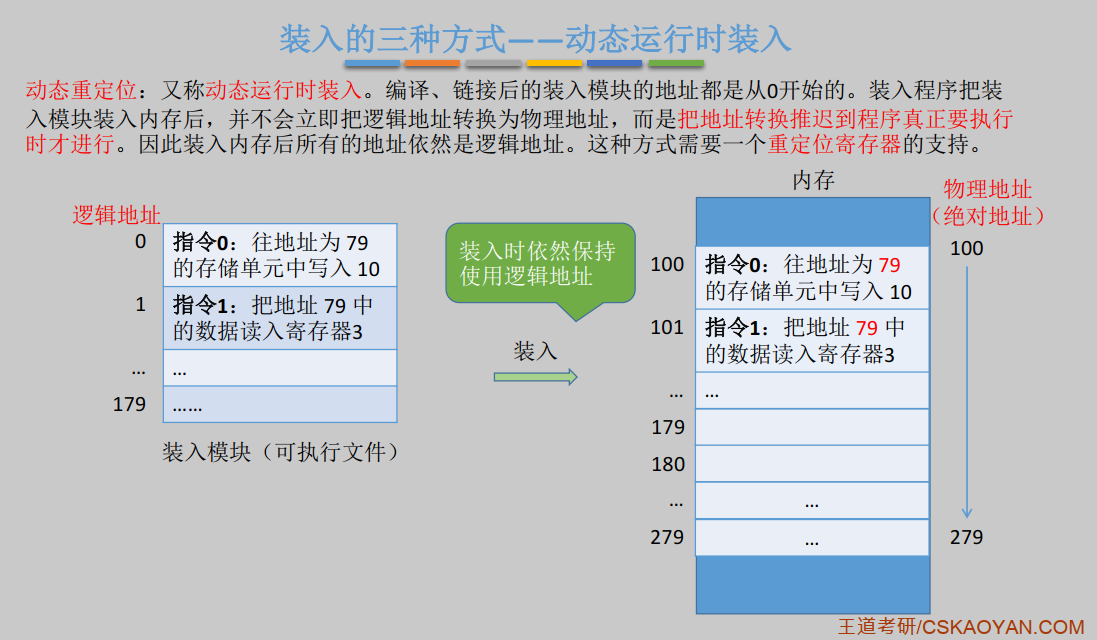 装入的三种方式——动态运行时装入
动态重定位：又称动态运行时装入。编译、链接后的装入模块的地址都是从0开始的。装入程序把装
入模块装入内存后，并不会立即把逻辑地址转换为物理地址，而是把地址转换推迟到程序真正要执行
时才进行。因此装入内存后所有的地址依然是逻辑地址。这种方式需要一个重定位寄存器的支持。
逻辑地址
0
指令0：往地址为 79
的存储单元中写入 10
1
指令1：把地址 79 中
的数据读入寄存器3
...
...
179
......
装入模块（可执行文件）
装入时依然保持
使用逻辑地址
装入
内存
物理地址
（绝对地址）
100
100
指令0：往地址为 79
的存储单元中写入 10
101
指令1：把地址 79 中
的数据读入寄存器3
...
...
179
180
...
...
279
...
279
王道考研/CSKAOYAN.COM